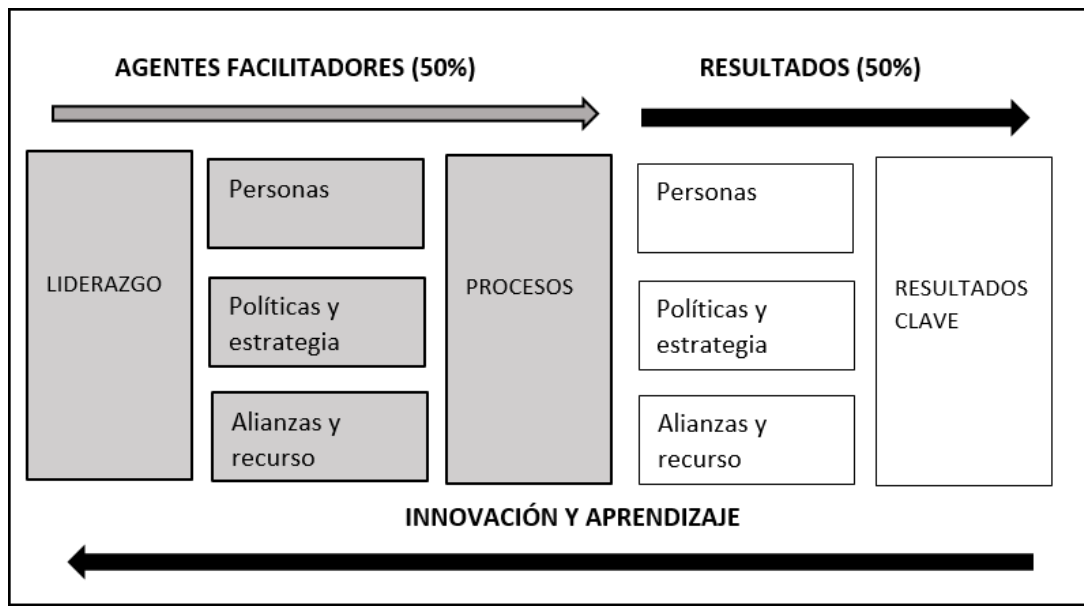 AGENTES FACILITADORES (50%)
RESULTADOS (50%)
LIDERAZGO
Personas
Políticas y
estrategia
Alianzas y
recurso
PROCESOS
Personas
Políticas y
estrategia
Alianzas y
recurso
RESULTADOS
CLAVE
INNOVACIÓN Y APRENDIZAJE